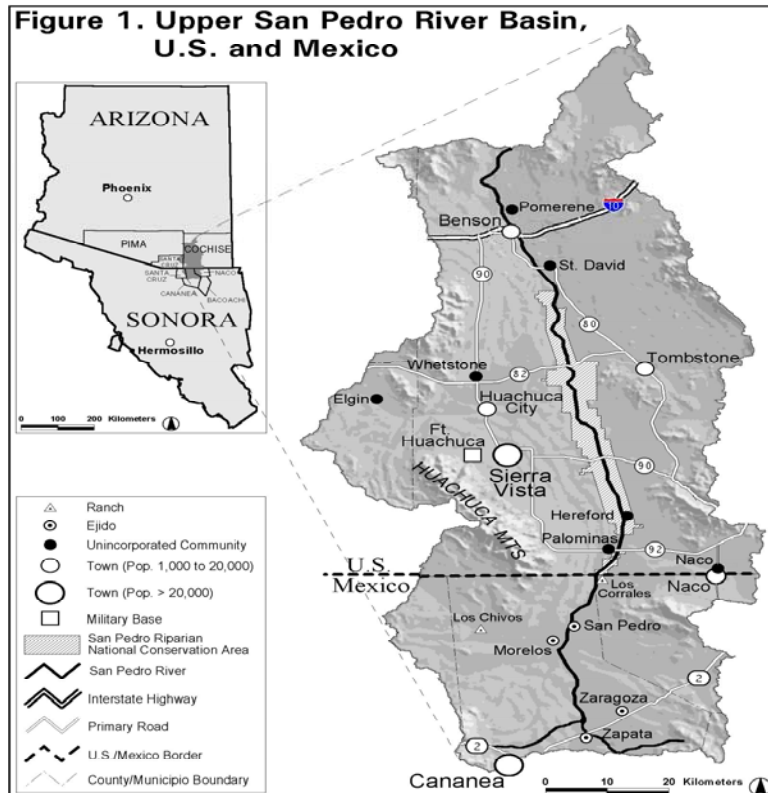 Figure 1. Upper San Pedro River Basin,
U.S. and Mexico
ARIZONA
Phoenix
PIMA
COCHISE
SANTA
CRUZ
SANTA
CRUZ
NACO
CANANEA
BACOACHI
SONORA
Hermosillo
0 100 200 Kilometers
Ranch
Ejido
Unincorporated Community
Town (Pop. 1,000 to 20,000)
Town (Pop. > 20,000)
Military Base
San Pedro Riparian
National Conservation Area
San Pedro River
Interstate Highway
Primary Road
U.S./Mexico Border
County/Municipio Boundary
Pomerene
10
Benson
90
St. David
80
Whetstone
82
Tombstone
Elgin
Huachuca
City
Ft.
Huachuca
Sierra
Vista
90
HUACHUCA MTS
Hereford
Palominas
92
Naco
U.S.
Mexico
Naco
Los
Corrales
Los Chivos
San Pedro
Morelos
2
Zaragoza
Zapata
2
Cananea
0 10 20 Kilometers